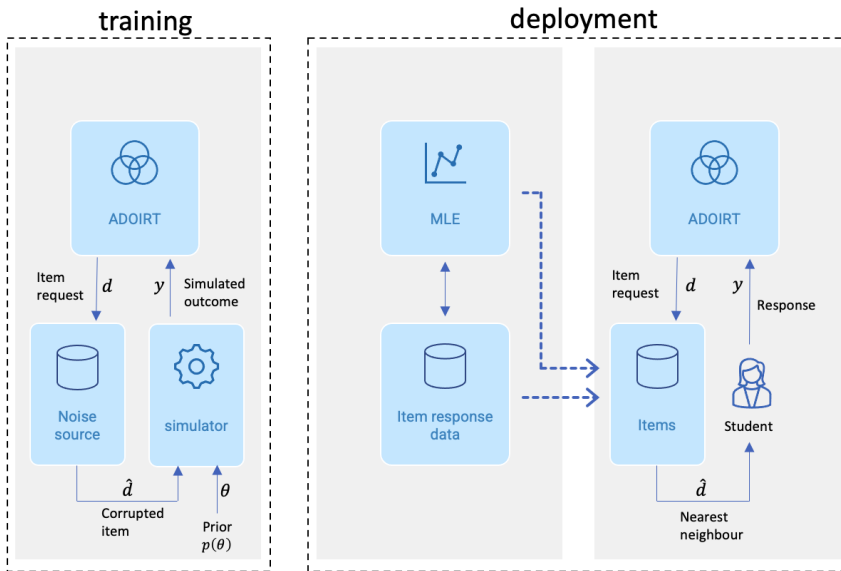 training
deployment
ADOIRT
Item
request
d
y
Simulated
outcome
Noise
source
simulator
d̂
Corrupted
item
θ
Prior
p(θ)
MLE
Item response
data
ADOIRT
Item
request
d
y
Response
Items
Student
d̂
Nearest
neighbour